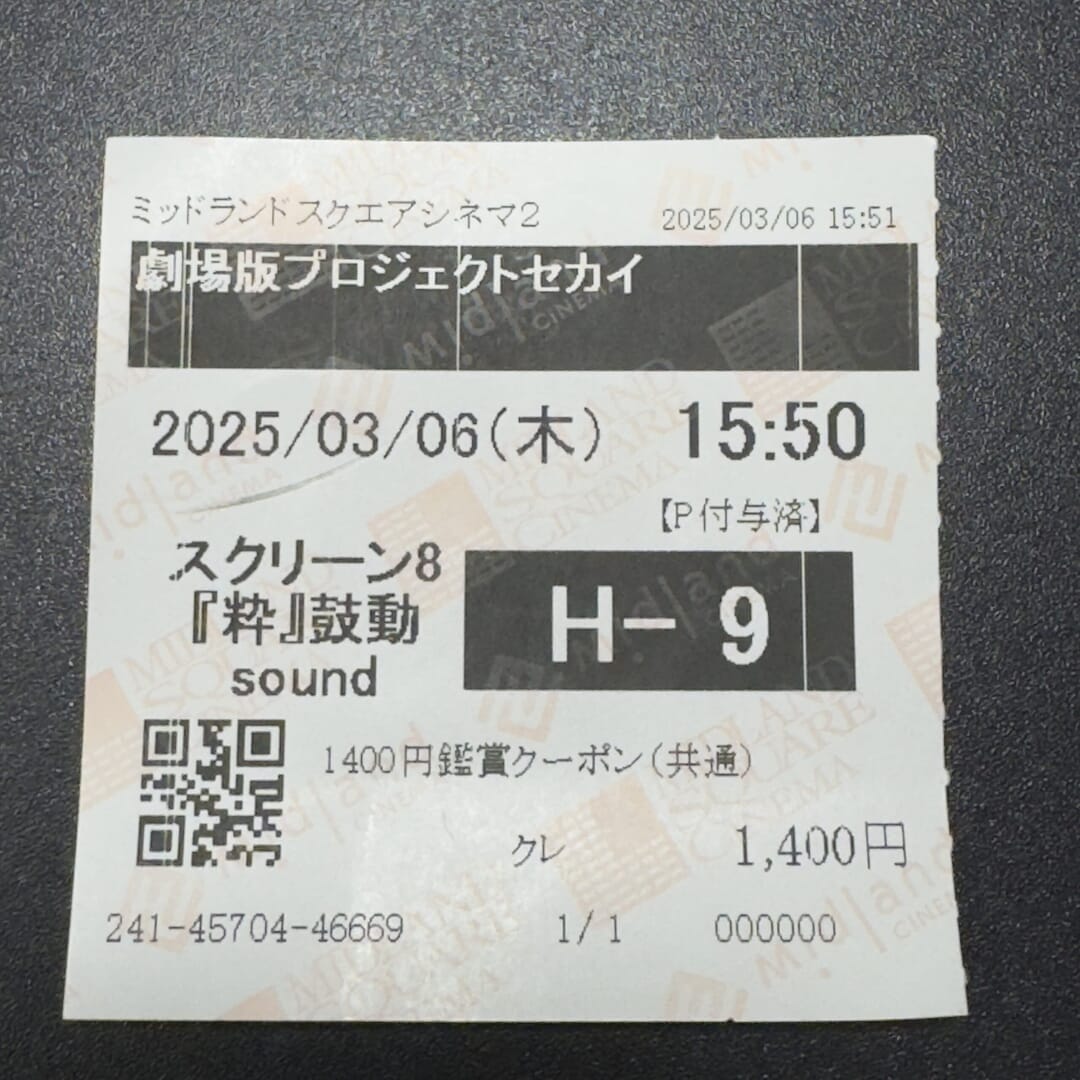 ミッドランドスクエアシネマ2 2025/03/06 15:51
劇場版プロジェクトセカイ
2025/03/06(木) 15:50
【P付与済】
スクリーン8
『粋』鼓動
sound
H- 9
1400円鑑賞クーポン(共通)
クレ 1,400円
241-45704-46669 1/1 000000